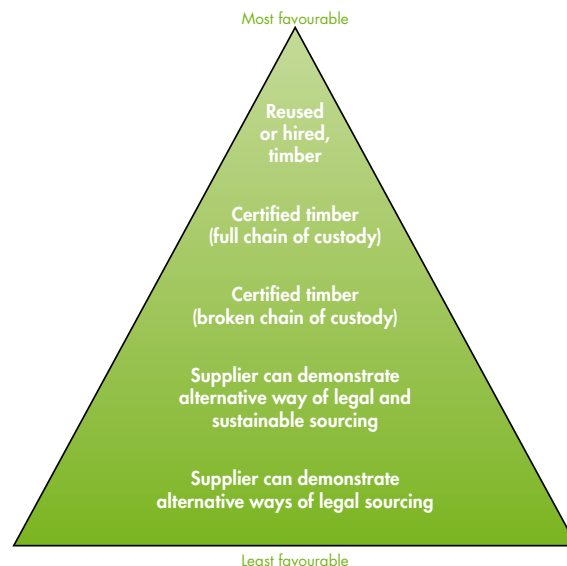 Most favourable
Reused
or hired,
timber
Certified timber
(full chain of custody)
Certified timber
(broken chain of custody)
Supplier can demonstrate
alternative way of legal and
sustainable sourcing
Supplier can demonstrate
alternative ways of legal sourcing
Least favourable